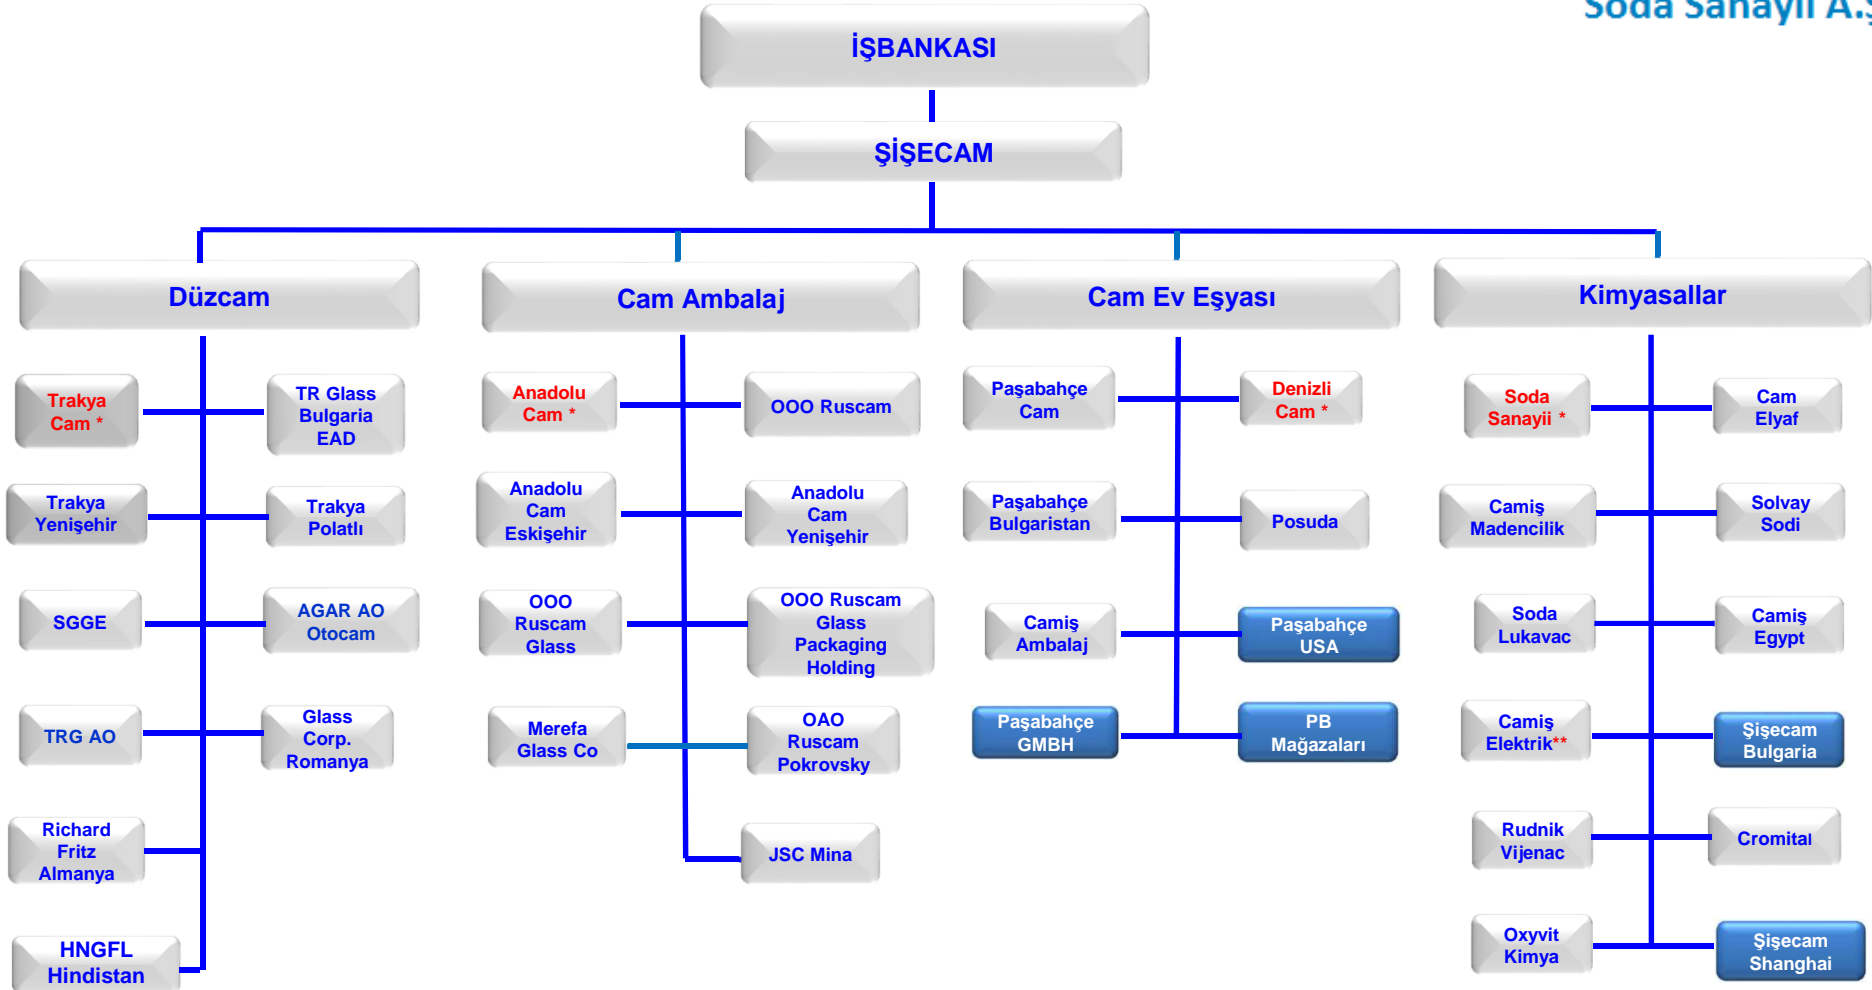 Soda Sanayii A.Ş
İŞBANKASI
ŞİŞECAM
Düzcam
Cam Ambalaj
Cam Ev Eşyası
Kimyasallar
Trakya
Cam *
TR Glass
Bulgaria
EAD
Trakya
Yenişehir
Trakya
Polatlı
SGGE
AGAR AO
Otocam
TRG AO
Glass
Corp.
Romanya
Richard
Fritz
Almanya
HNGFL
Hindistan
Anadolu
Cam *
OOO Ruscam
Anadolu
Cam
Eskişehir
Anadolu
Cam
Yenişehir
OOO
Ruscam
Glass
OOO Ruscam
Glass
Packaging
Holding
Merefa
Glass Co
OAO
Ruscam
Pokrovsky
JSC Mina
Paşabahçe
Cam
Denizli
Cam *
Paşabahçe
Bulgaristan
Posuda
Camiş
Ambalaj
Paşabahçe
USA
Paşabahçe
GMBH
PB
Mağazaları
Soda
Sanayii *
Cam
Elyaf
Camiş
Madencilik
Solvay
Sodi
Soda
Lukavac
Camiş
Egypt
Camiş
Elektrik**
Şişecam
Bulgaria
Rudnik
Vijenac
Cromital
Oxyvit
Kimya
Şişecam
Shanghai